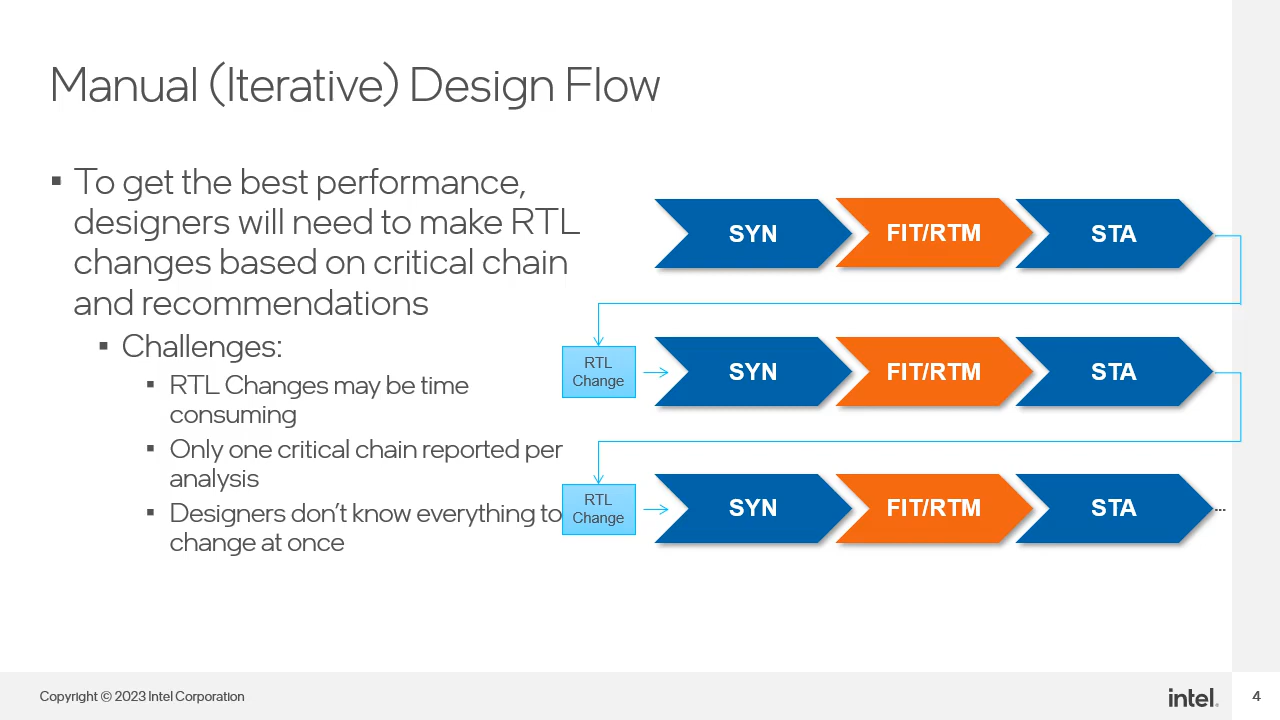 Manual (Iterative) Design Flow
▪ To get the best performance,
designers will need to make RTL
changes based on critical chain
and recommendations
▪ Challenges:
▪ RTL Changes may be time
consuming
▪ Only one critical chain reported per
analysis
▪ Designers don't know everything to
change at once
SYN FIT/RTM STA
RTL
Change
SYN FIT/RTM STA
RTL
Change
SYN FIT/RTM STA ...
Copyright © 2023 Intel Corporation
intel.
4